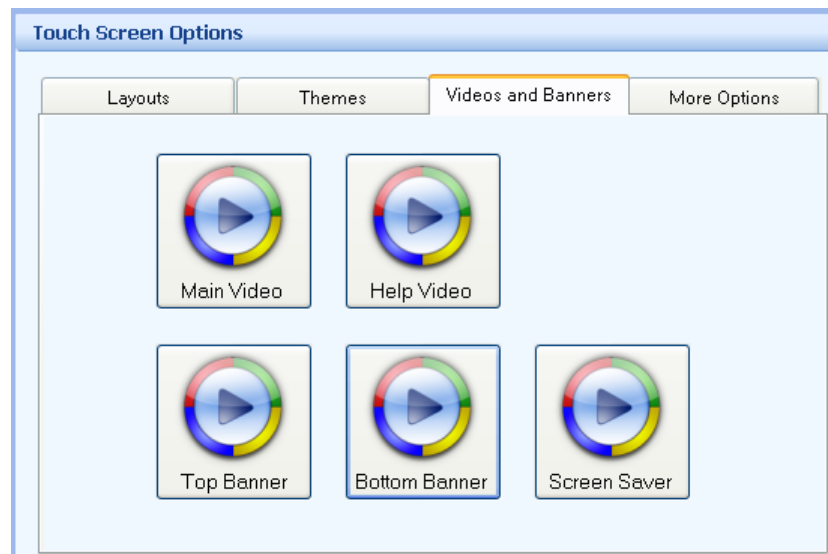 Touch Screen Options
Layouts Themes Videos and Banners More Options
Main Video Help Video
Top Banner Bottom Banner Screen Saver